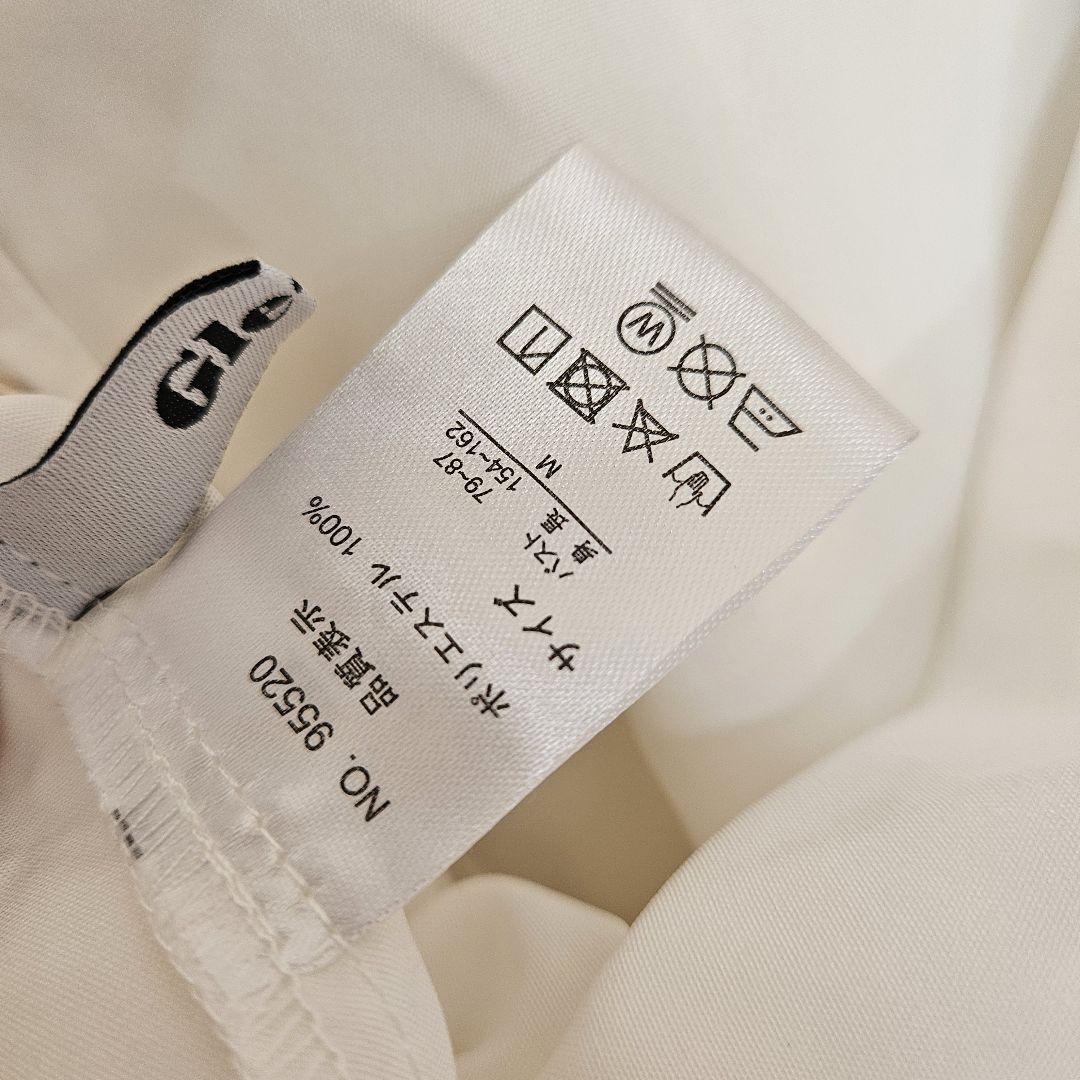 NO. 95520
品質表示
ポリエステル 100%
サイズ M
バスト 79~87
身長 154~162
W